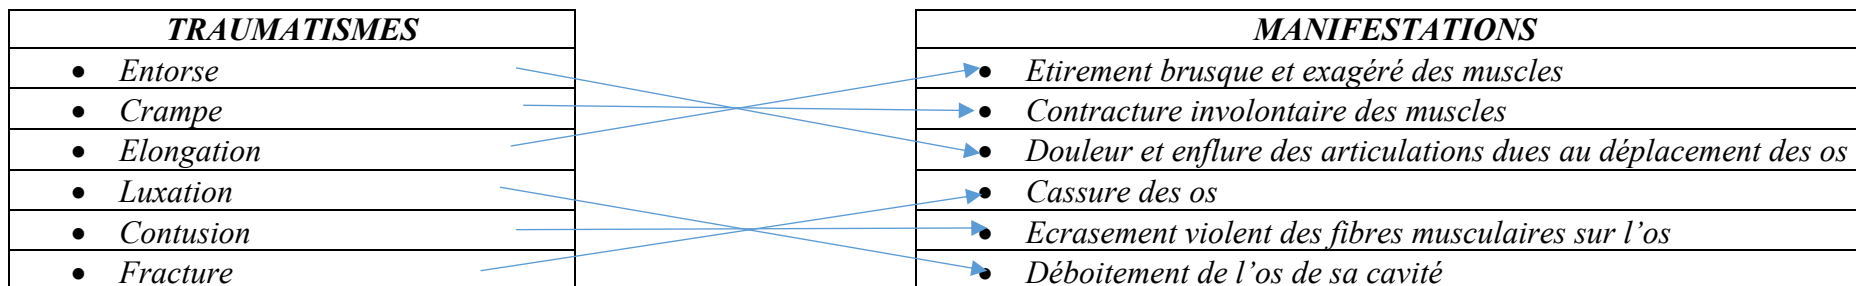 TRAUMATISMES
MANIFESTATIONS
• Entorse
• Etirement brusque et exagéré des muscles
• Crampe
• Contracture involontaire des muscles
• Elongation
• Douleur et enflure des articulations dues au déplacement des os
• Luxation
• Cassure des os
• Contusion
• Ecrasement violent des fibres musculaires sur l’os
• Fracture
• Déboitement de l’os de sa cavité